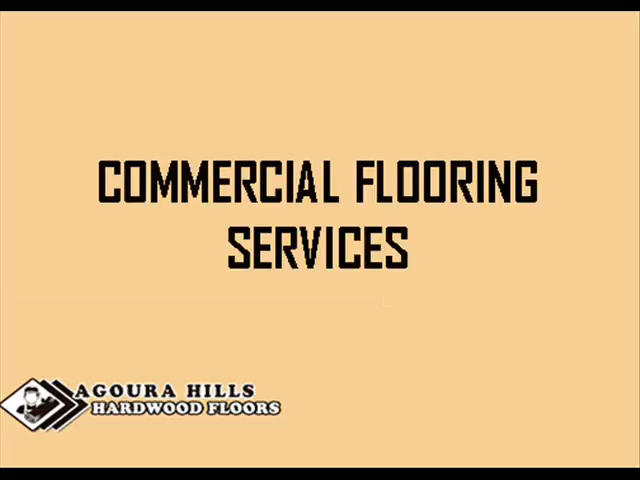 COMMERCIAL FLOORING
SERVICES
AGOURA HILLS
HARDWOOD FLOORS